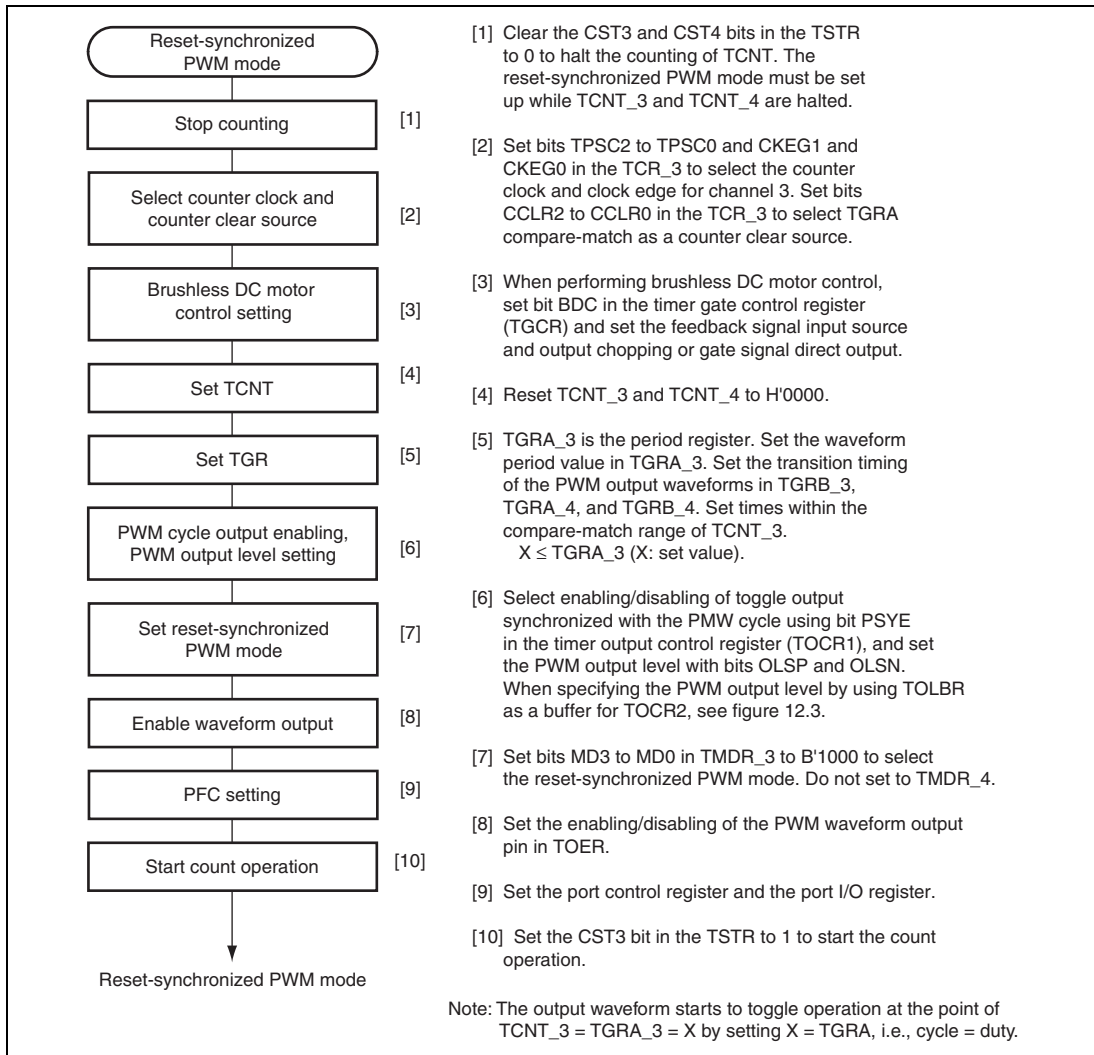 Reset-synchronized
PWM mode
Stop counting
[1]
Select counter clock and
counter clear source
[2]
Brushless DC motor
control setting
[3]
Set TCNT
[4]
Set TGR
[5]
PWM cycle output enabling,
PWM output level setting
[6]
Set reset-synchronized
PWM mode
[7]
Enable waveform output
[8]
PFC setting
[9]
Start count operation
[10]
Reset-synchronized PWM mode
[1] Clear the CST3 and CST4 bits in the TSTR
to 0 to halt the counting of TCNT. The
reset-synchronized PWM mode must be set
up while TCNT_3 and TCNT_4 are halted.
[2] Set bits TPSC2 to TPSC0 and CKEG1 and
CKEG0 in the TCR_3 to select the counter
clock and clock edge for channel 3. Set bits
CCLR2 to CCLR0 in the TCR_3 to select TGRA
compare-match as a counter clear source.
[3] When performing brushless DC motor control,
set bit BDC in the timer gate control register
(TGCR) and set the feedback signal input source
and output chopping or gate signal direct output.
[4] Reset TCNT_3 and TCNT_4 to H'0000.
[5] TGRA_3 is the period register. Set the waveform
period value in TGRA_3. Set the transition timing
of the PWM output waveforms in TGRB_3,
TGRA_4, and TGRB_4. Set times within the
compare-match range of TCNT_3.
X ≤ TGRA_3 (X: set value).
[6] Select enabling/disabling of toggle output
synchronized with the PMW cycle using bit PSYE
in the timer output control register (TOCR1), and set
the PWM output level with bits OLSP and OLSN.
When specifying the PWM output level by using TOLBR
as a buffer for TOCR2, see figure 12.3.
[7] Set bits MD3 to MD0 in TMDR_3 to B'1000 to select
the reset-synchronized PWM mode. Do not set to TMDR_4.
[8] Set the enabling/disabling of the PWM waveform output
pin in TOER.
[9] Set the port control register and the port I/O register.
[10] Set the CST3 bit in the TSTR to 1 to start the count
operation.
Note: The output waveform starts to toggle operation at the point of
TCNT_3 = TGRA_3 = X by setting X = TGRA, i.e., cycle = duty.